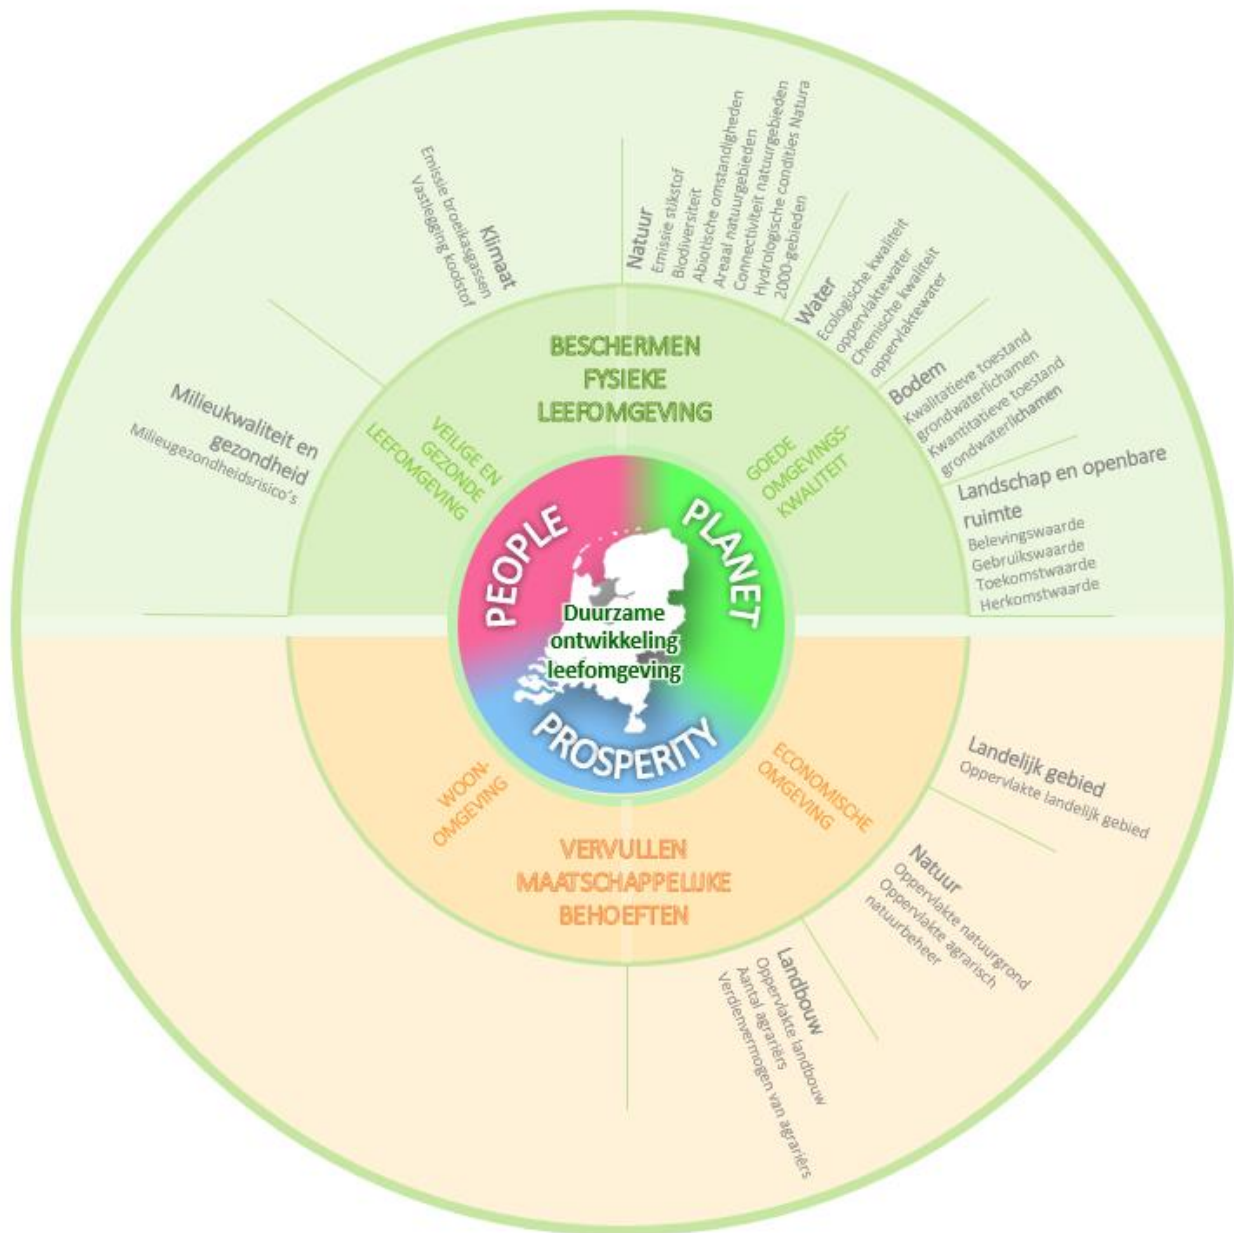 Milieukwaliteit en
gezondheid
Milieugezondheidsrisico's
Klimaat
Emissie broeikasgassen
Vastlegging koolstof
Natuur
Emissie stikstof
Biodiversiteit
Abiotische omstandigheden
Areaal natuurgebieden
Connectiviteit natuurgebieden
Hydrologische condities Natura
2000-gebieden
Water
Ecologische kwaliteit
oppervlaktewater
Chemische kwaliteit
oppervlaktewater
Bodem
Kwalitatieve toestand
grondwaterlichamen
Kwantitatieve toestand
grondwaterlichamen
Landschap en openbare
ruimte
Belevingswaarde
Gebruikswaarde
Toekomstwaarde
Herkomstwaarde
BESCHERMEN
FYSIEKE
LEEFOMGEVING
VEILIGE EN
GEZONDE
LEEFOMGEVING
GOEDE
OMGEVINGS-
KWALITEIT
PEOPLE
PLANET
PROSPERITY
Duurzame
ontwikkeling
leefomgeving
WOON-
OMGEVING
ECONOMISCHE
OMGEVING
VERVULLEN
MAATSCHAPPELIJKE
BEHOEFTEN
Landelijk gebied
Oppervlakte landelijk gebied
Natuur
Oppervlakte natuurgrond
Oppervlakte agrarisch
natuurbeheer
Landbouw
Oppervlakte landbouw
Aantal agrariërs
Verdienvermogen van agrariërs